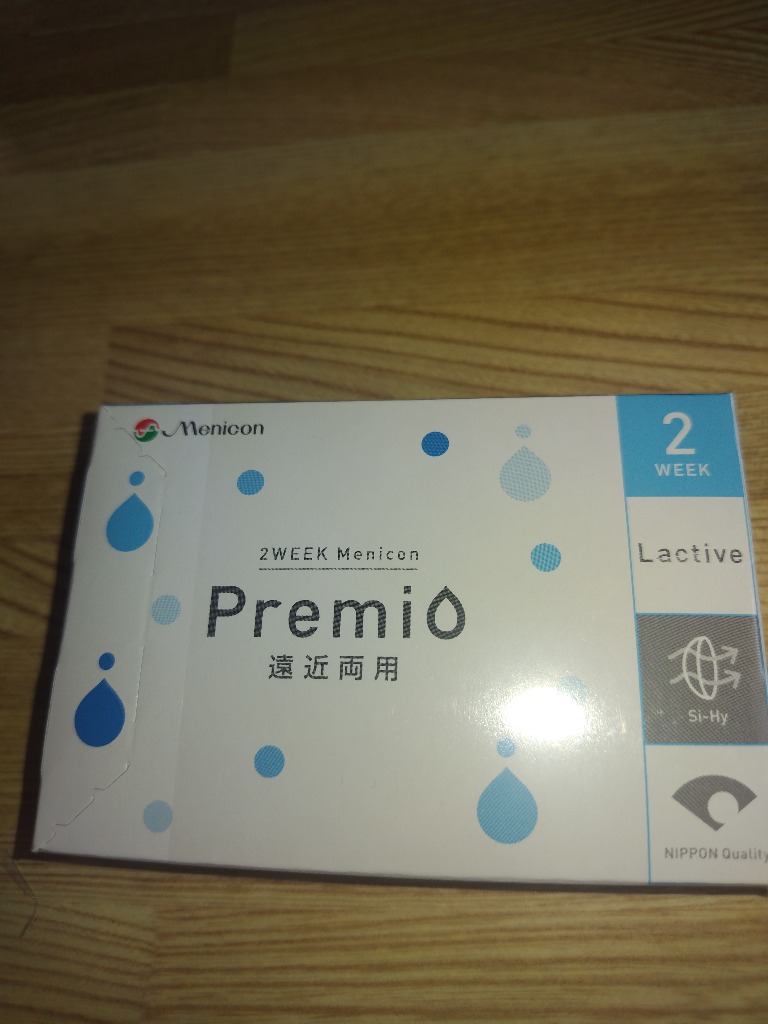 Menicon
2WEEK Menicon
Premio
遠近両用
2
WEEK
Lactive
Si-Hy
NIPPON Quality